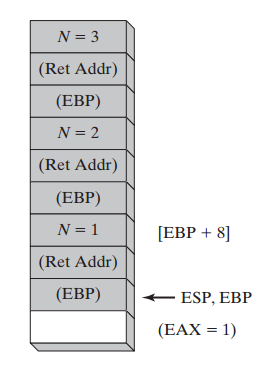 N = 3
(Ret Addr)
(EBP)
N = 2
(Ret Addr)
(EBP)
N = 1
[EBP + 8]
(Ret Addr)
(EBP)
ESP, EBP
(EAX = 1)